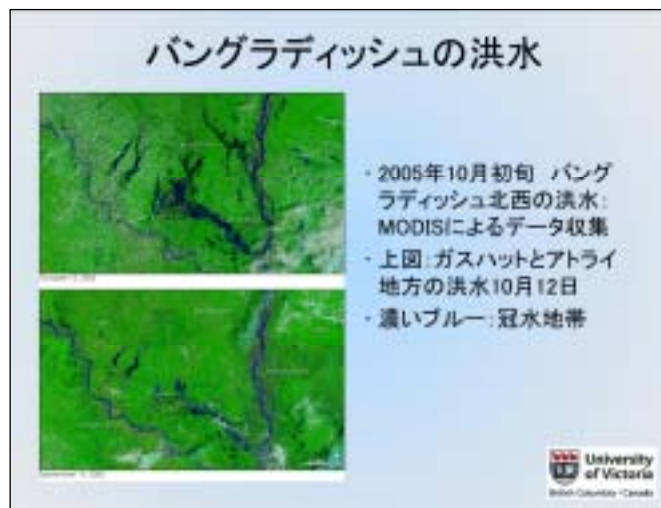 バングラディッシュの洪水
・2005年10月初旬　バング
ラディッシュ北西の洪水：
MODISによるデータ収集
・上図：ガスハットとアトライ
地方の洪水10月12日
・濃いブルー：冠水地帯
University
of Victoria
British Columbia • Canada